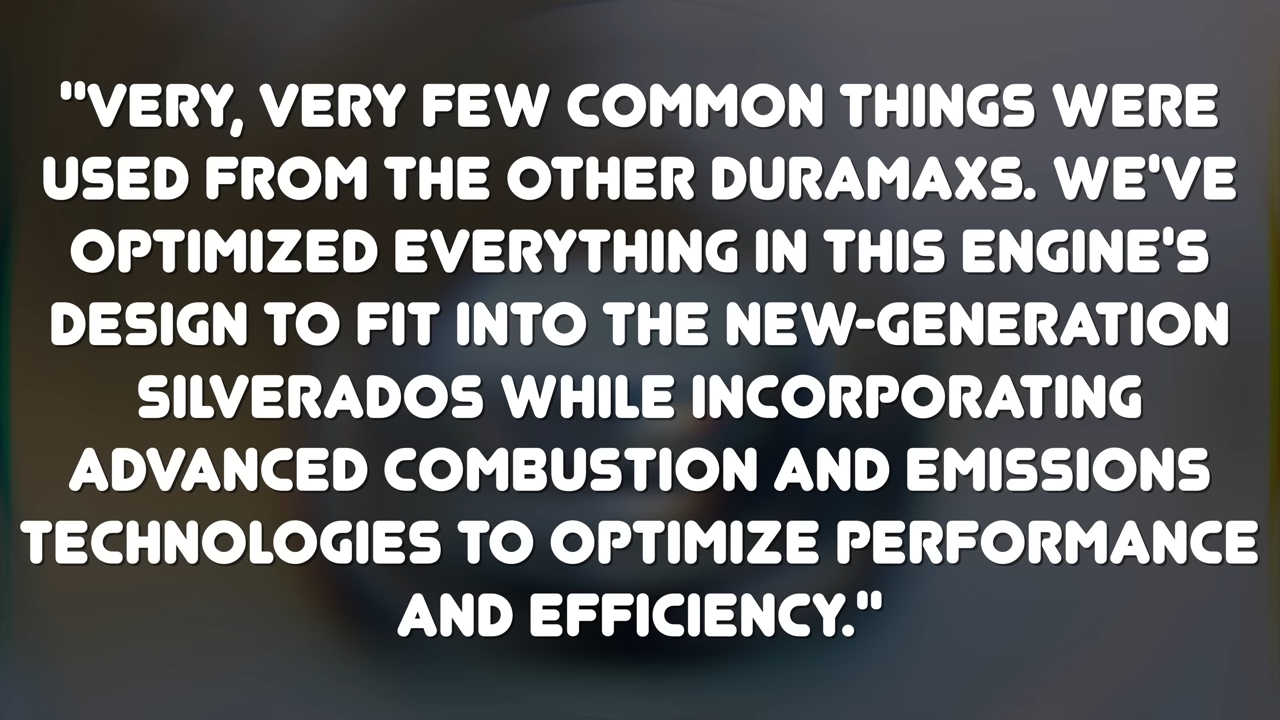 "VERY, VERY FEW COMMON THINGS WERE
USED FROM THE OTHER DURAMAXS. WE'VE
OPTIMIZED EVERYTHING IN THIS ENGINE'S
DESIGN TO FIT INTO THE NEW-GENERATION
SILVERADOS WHILE INCORPORATING
ADVANCED COMBUSTION AND EMISSIONS
TECHNOLOGIES TO OPTIMIZE PERFORMANCE
AND EFFICIENCY."